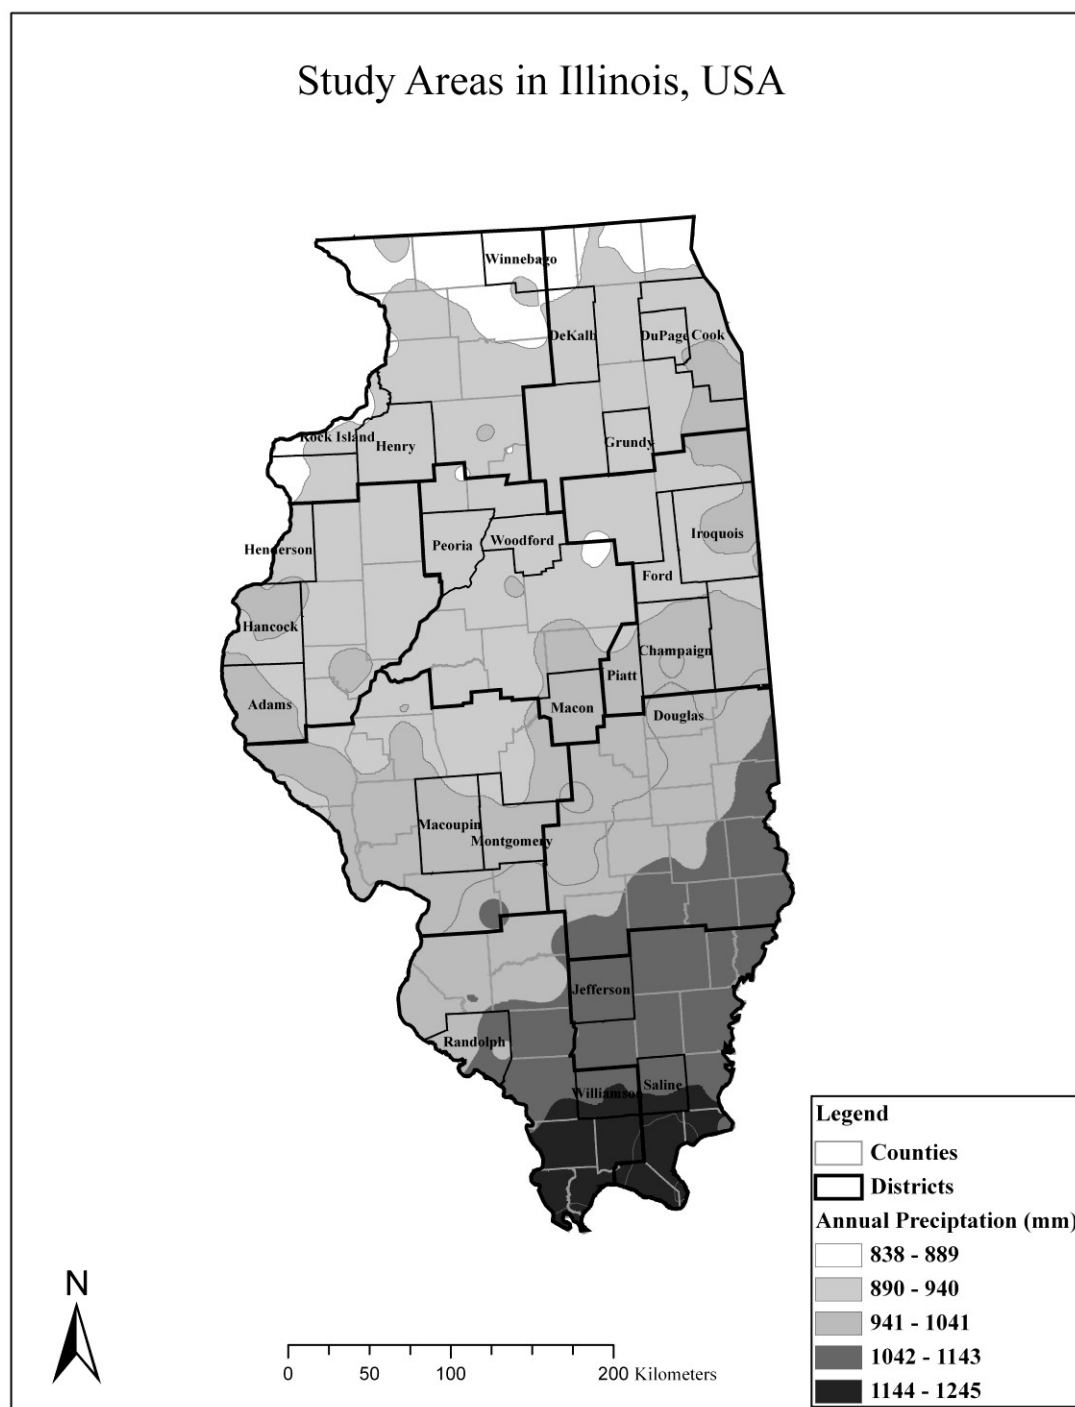 Study Areas in Illinois, USA
Winnebago
DeKalb
DuPage
Cook
Rock Island
Henry
Grundy
Henderson
Peoria
Woodford
Iroquois
Ford
Hancock
Champaign
Adams
Piatt
Macon
Douglas
Macoupin
Montgomery
Jefferson
Randolph
Williamso
Saline
Legend
Counties
Districts
Annual Preciptation (mm)
838 - 889
890 - 940
941 - 1041
1042 - 1143
1144 - 1245
N
0 50 100 200 Kilometers